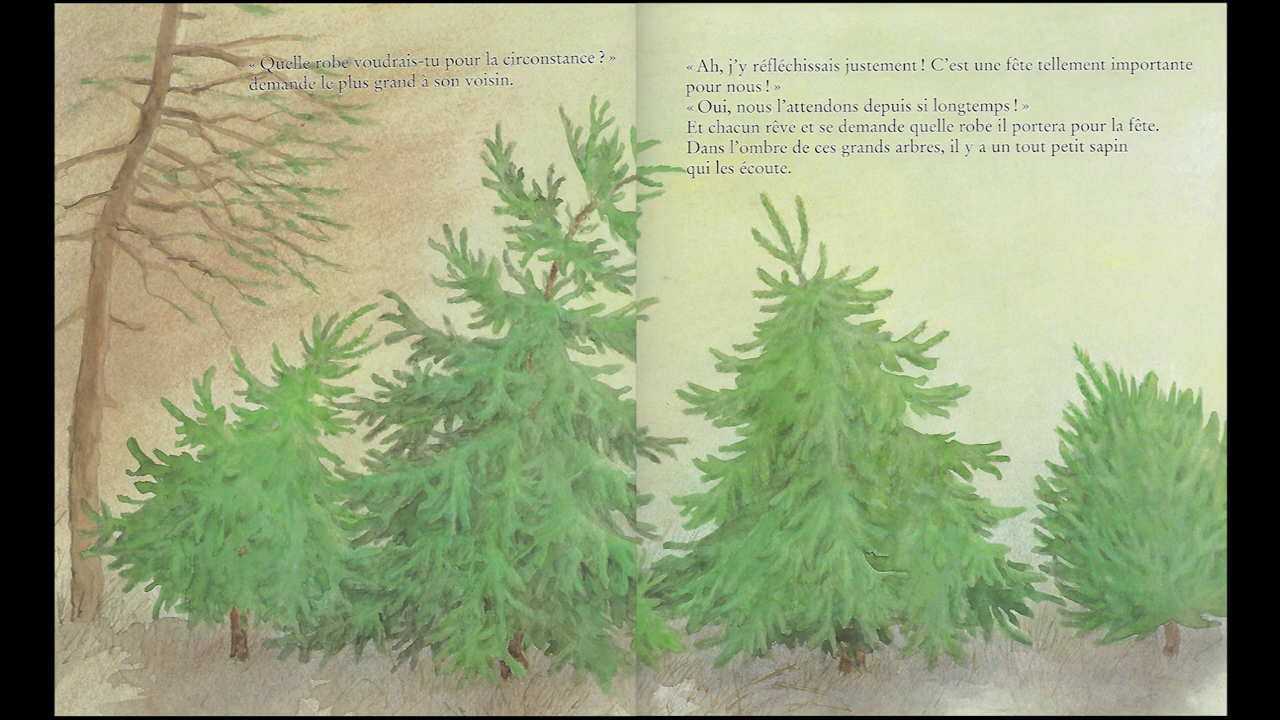 « Quelle robe voudrais-tu pour la circonstance ? »
demande le plus grand à son voisin.
« Ah, j’y réfléchissais justement ! C’est une fête tellement importante
pour nous ! »
« Oui, nous l’attendons depuis si longtemps ! »
Et chacun rêve et se demande quelle robe il portera pour la fête.
Dans l’ombre de ces grands arbres, il y a un tout petit sapin
qui les écoute.